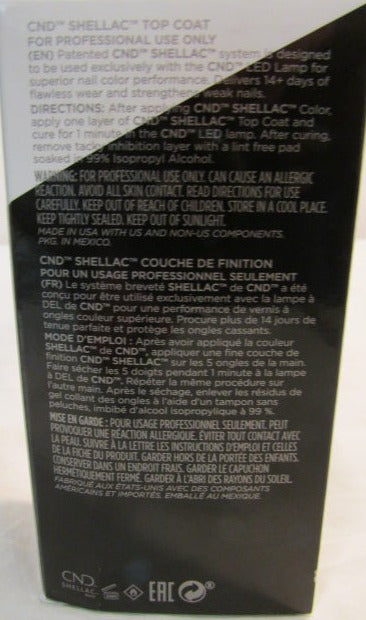 CND™ SHELLAC™ TOP COAT
FOR PROFESSIONAL USE ONLY
(EN) Patented CND™ SHELLAC™ system is designed
to be used exclusively with the CND™ LED Lamp for
superior nail color performance. Delivers 14+ days of
flawless wear and strengthens weak nails.
DIRECTIONS: After applying CND™ SHELLAC™ Color,
apply one layer of CND™ SHELLAC™ Top Coat and
cure for 1 minute in the CND™ LED lamp. After curing,
remove tacky inhibition layer with a lint free pad
soaked in 99% Isopropyl Alcohol.
WARNING: FOR PROFESSIONAL USE ONLY. CAN CAUSE AN ALLERGIC
REACTION. AVOID ALL SKIN CONTACT. READ DIRECTIONS FOR USE
CAREFULLY. KEEP OUT OF REACH OF CHILDREN. STORE IN A COOL PLACE.
KEEP TIGHTLY SEALED. KEEP OUT OF SUNLIGHT.
MADE IN USA WITH US AND NON-US COMPONENTS.
PKG. IN MEXICO.
CND™ SHELLAC™ COUCHE DE FINITION
POUR UN USAGE PROFESSIONNEL SEULEMENT
(FR) Le système breveté SHELLAC™ de CND™ a été
conçu pour être utilisé exclusivement avec la lampe à
DEL de CND™ pour une performance de vernis à
ongles couleur supérieure. Procure plus de 14 jours de
tenue parfaite et protège les ongles cassants.
MODE D'EMPLOI : Après avoir appliqué la couleur
SHELLAC™ de CND™, appliquer une fine couche de
finition CND™ SHELLAC™ sur les 5 ongles de la main.
Faire sécher les 5 doigts pendant 1 minute à la lampe
à DEL de CND™. Répéter la même procédure sur
l'autre main. Après le séchage, enlever les résidus de
gel collant des ongles à l'aide d'un tampon sans
peluches, imbibé d'alcool isopropylique à 99 %.
MISE EN GARDE : POUR USAGE PROFESSIONNEL SEULEMENT. PEUT
PROVOQUER UNE RÉACTION ALLERGIQUE. ÉVITER TOUT CONTACT AVEC
LA PEAU. SUIVRE À LA LETTRE LES INSTRUCTIONS D'EMPLOI ET CELLES
DE LA FICHE DU PRODUIT. GARDER HORS DE LA PORTÉE DES ENFANTS.
CONSERVER DANS UN ENDROIT FRAIS. GARDER LE CAPUCHON
HERMÉTIQUEMENT FERMÉ. GARDER À L'ABRI DES RAYONS DU SOLEIL.
FABRIQUÉ AUX ÉTATS-UNIS AVEC DES COMPOSANTS
AMÉRICAINS ET IMPORTÉS. EMBALLÉ AU MEXIQUE.
CND
SHELLAC
EAC